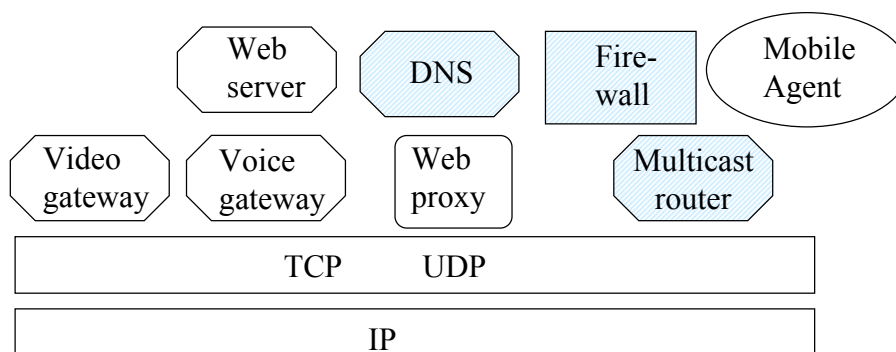 Web
server
DNS
Fire-
wall
Mobile
Agent
Video
gateway
Voice
gateway
Web
proxy
Multicast
router
TCP UDP
IP